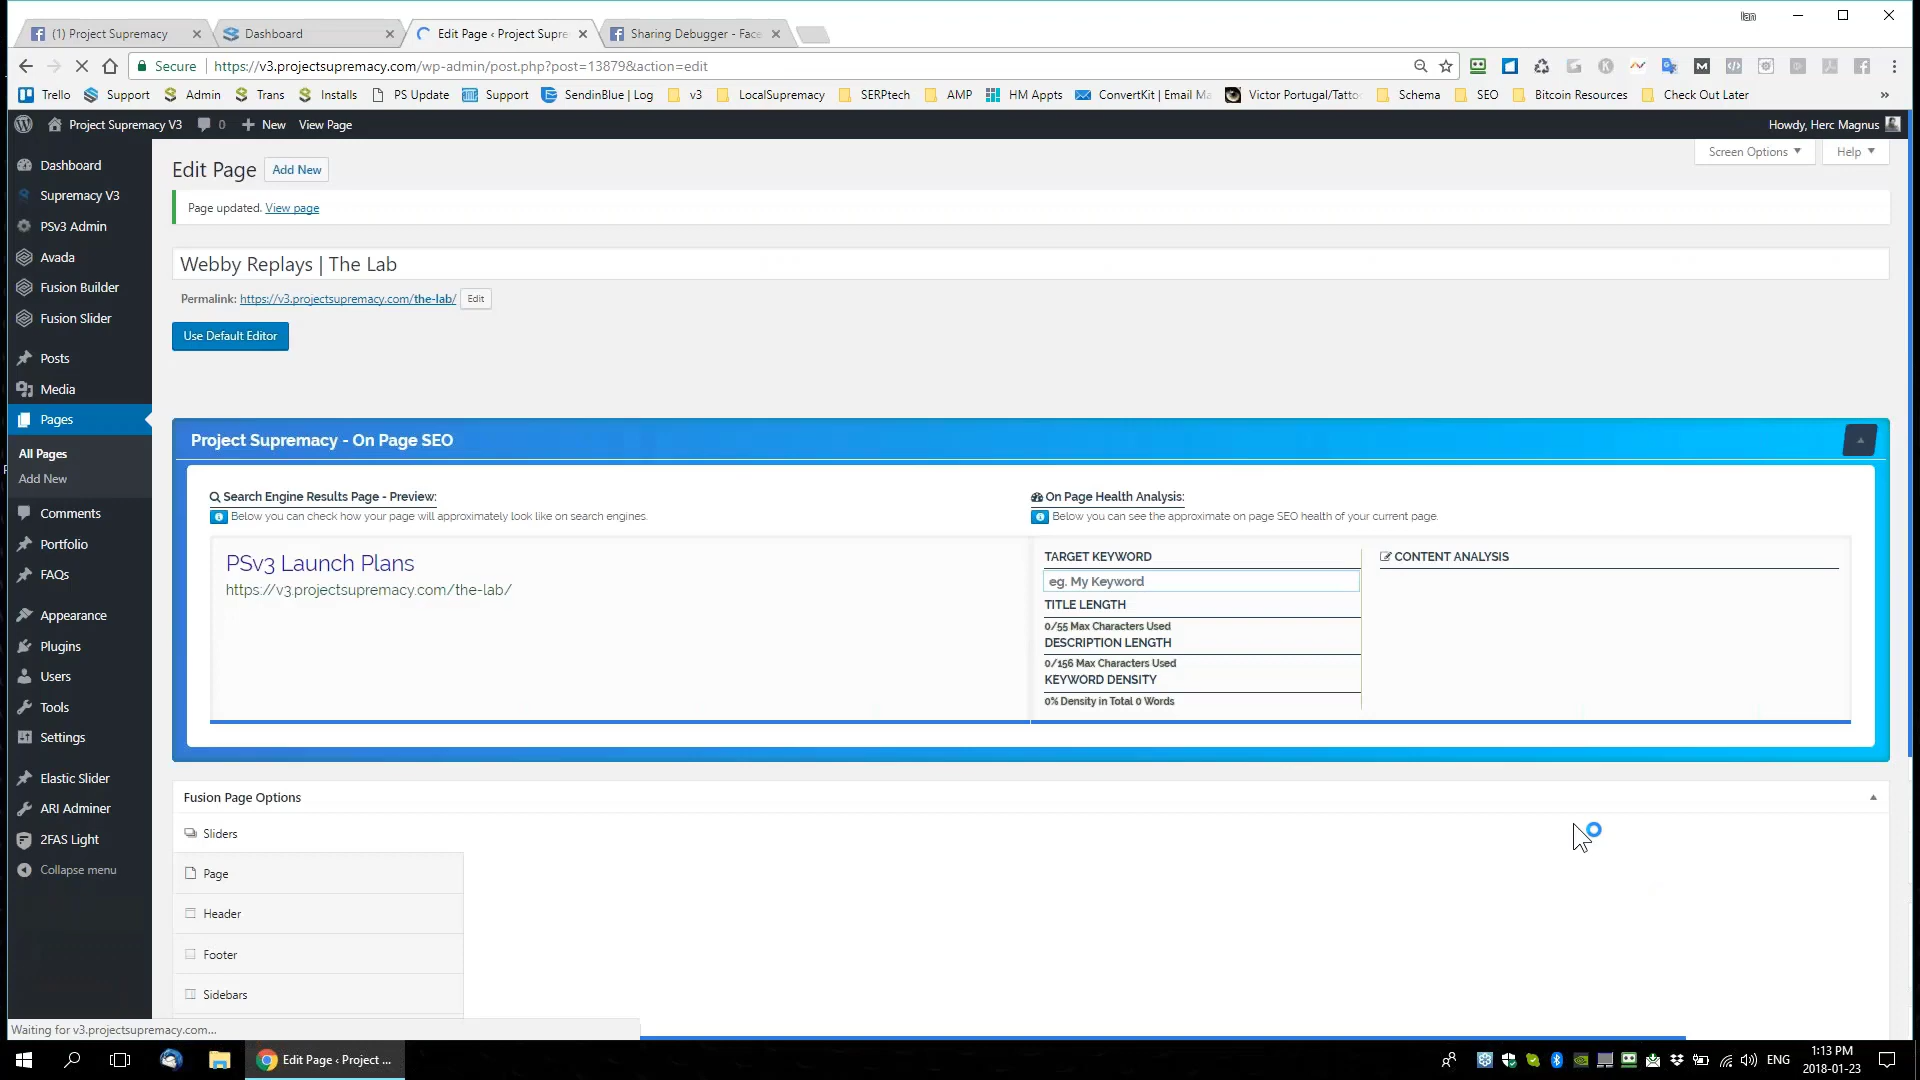 Ian
(1) Project Supremacy
Dashboard
Edit Page ‹ Project Supre
Sharing Debugger - Face
Secure
https://v3.projectsupremacy.com/wp-admin/post.php?post=13879&action=edit
Trello
Support
Admin
Trans
Installs
PS Update
Support
SendinBlue | Log
v3
LocalSupremacy
SERPtech
AMP
HM Appts
ConvertKit | Email Ma
Victor Portugal/Tatto
Schema
SEO
Bitcoin Resources
Check Out Later
»
Project Supremacy V3
0
New
View Page
Howdy, Herc Magnus
Dashboard
Supremacy V3
PSv3 Admin
Avada
Fusion Builder
Fusion Slider
Posts
Media
Pages
All Pages
Add New
Comments
Portfolio
FAQs
Appearance
Plugins
Users
Tools
Settings
Elastic Slider
ARI Adminer
2FAS Light
Collapse menu
Screen Options
Help
Edit Page
Add New
Page updated. View page
Webby Replays | The Lab
Permalink: https://v3.projectsupremacy.com/the-lab/
Edit
Use Default Editor
Project Supremacy - On Page SEO
Search Engine Results Page - Preview:
Below you can check how your page will approximately look like on search engines.
PSv3 Launch Plans
https://v3.projectsupremacy.com/the-lab/
On Page Health Analysis:
Below you can see the approximate on page SEO health of your current page.
TARGET KEYWORD
eg. My Keyword
TITLE LENGTH
0/55 Max Characters Used
DESCRIPTION LENGTH
0/156 Max Characters Used
KEYWORD DENSITY
0% Density in Total 0 Words
CONTENT ANALYSIS
Fusion Page Options
Sliders
Page
Header
Footer
Sidebars
Waiting for v3.projectsupremacy.com...
Edit Page ‹ Project ...
ENG
1:13 PM
2018-01-23